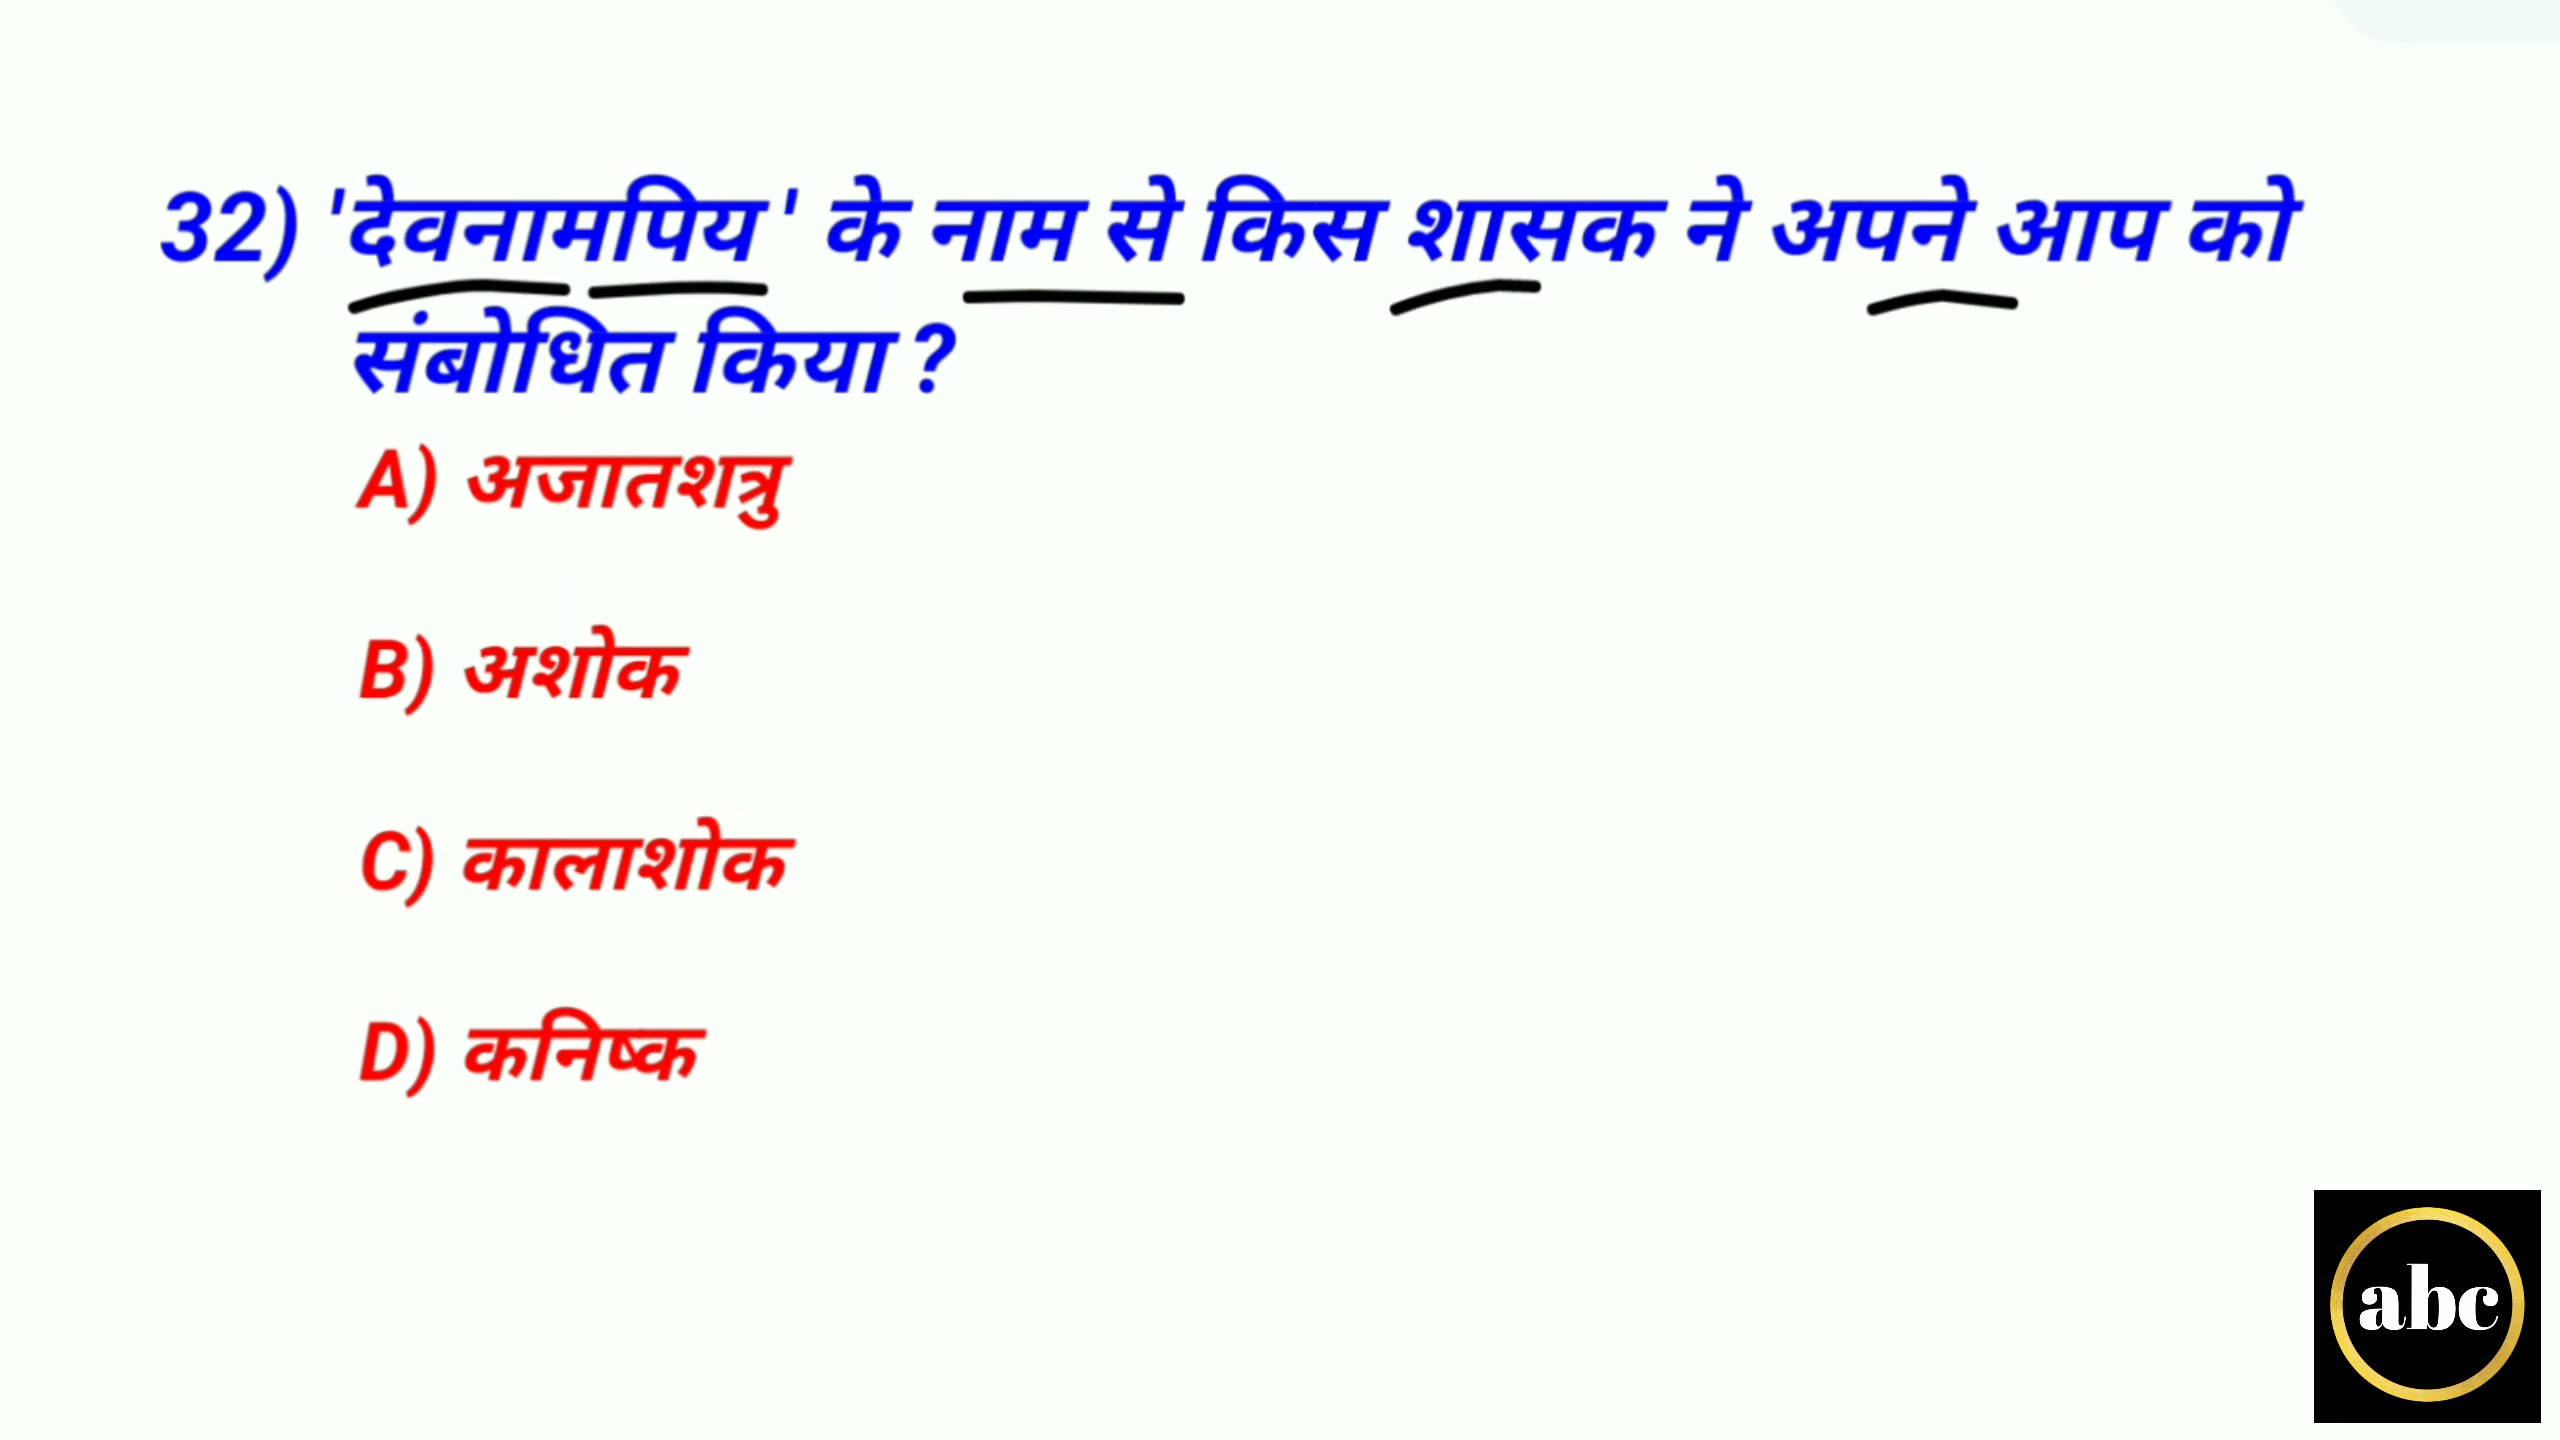 32) 'देवनामपिय ' के नाम से किस शासक ने अपने आप को
संबोधित किया ?
A) अजातशत्रु
B) अशोक
C) कालाशोक
D) कनिष्क
abc